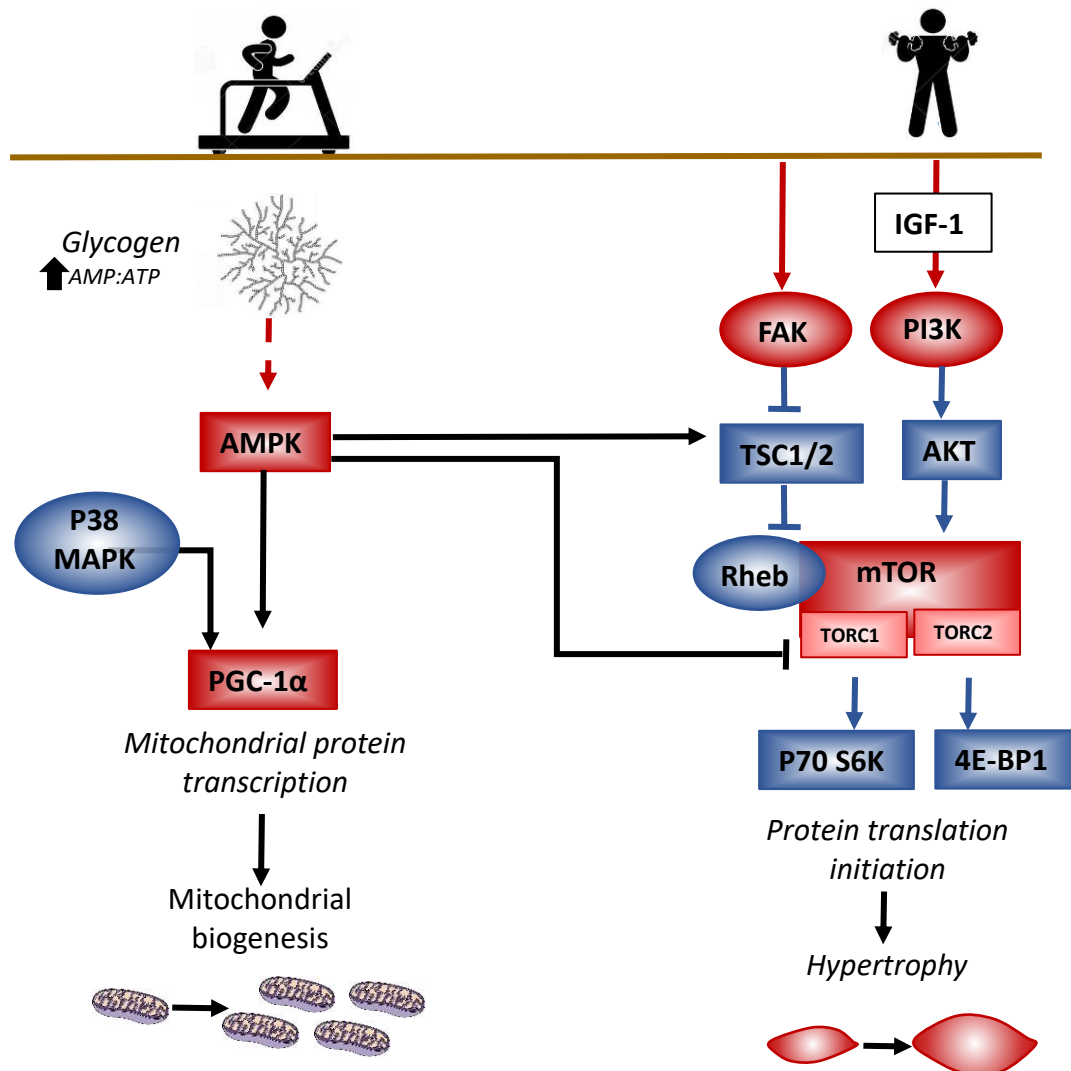 Glycogen
AMP:ATP
IGF-1
FAK
PI3K
AMPK
TSC1/2
AKT
P38
MAPK
Rheb
mTOR
TORC1
TORC2
PGC-1α
Mitochondrial protein
transcription
P70 S6K
4E-BP1
Protein translation
initiation
Mitochondrial
biogenesis
Hypertrophy